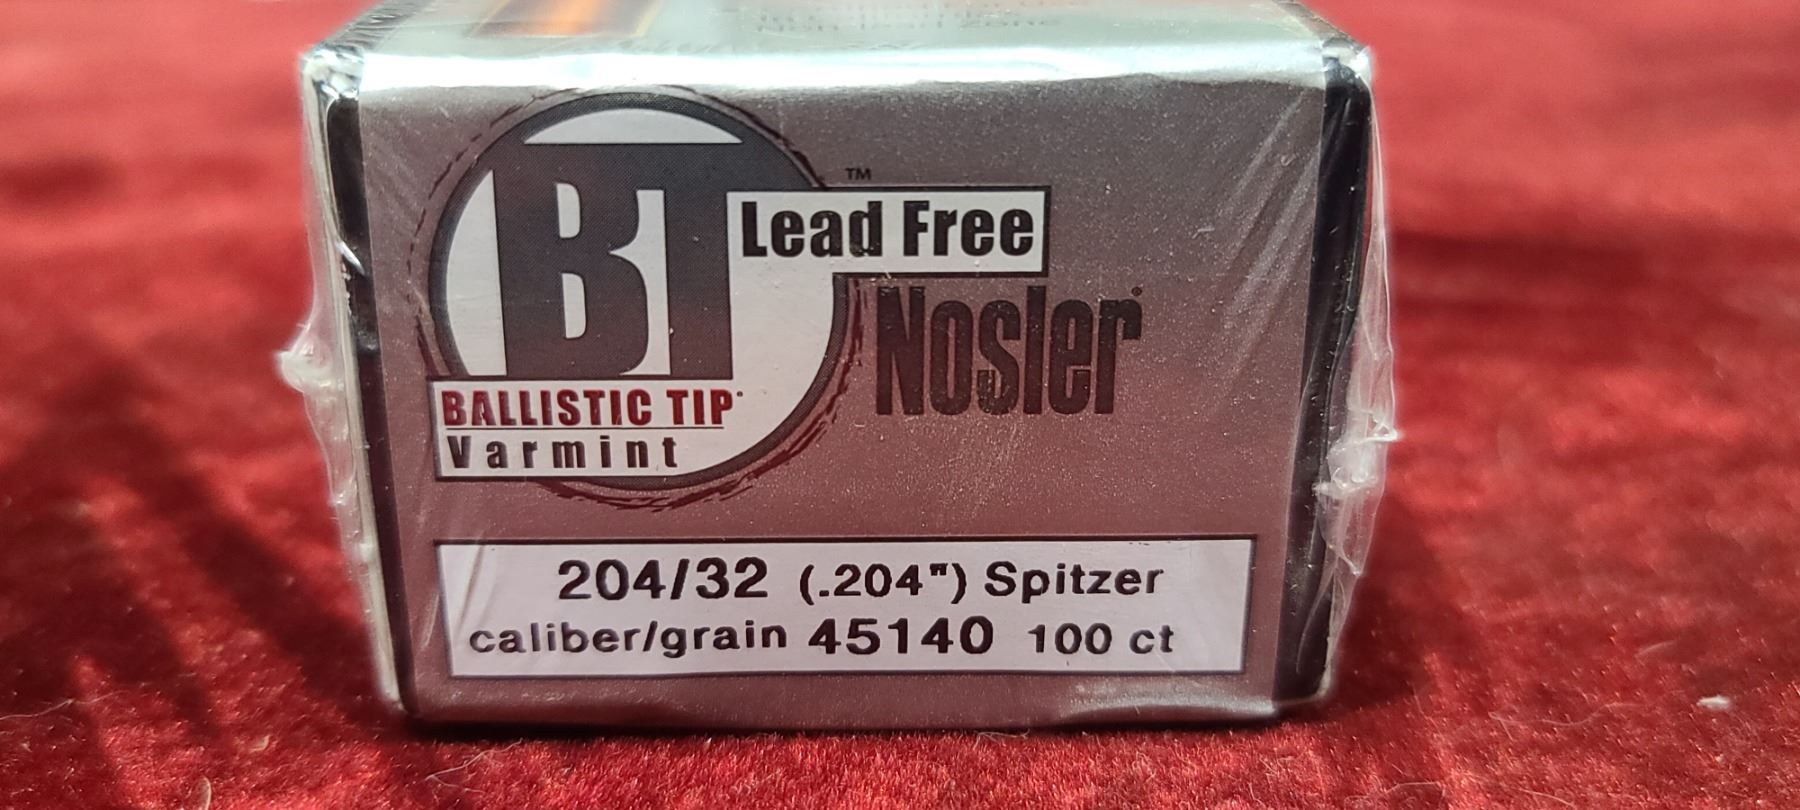 BT
™
Lead Free
Nosler®
BALLISTIC TIP®
Varmint
204/32 (.204") Spitzer
caliber/grain 45140 100 ct